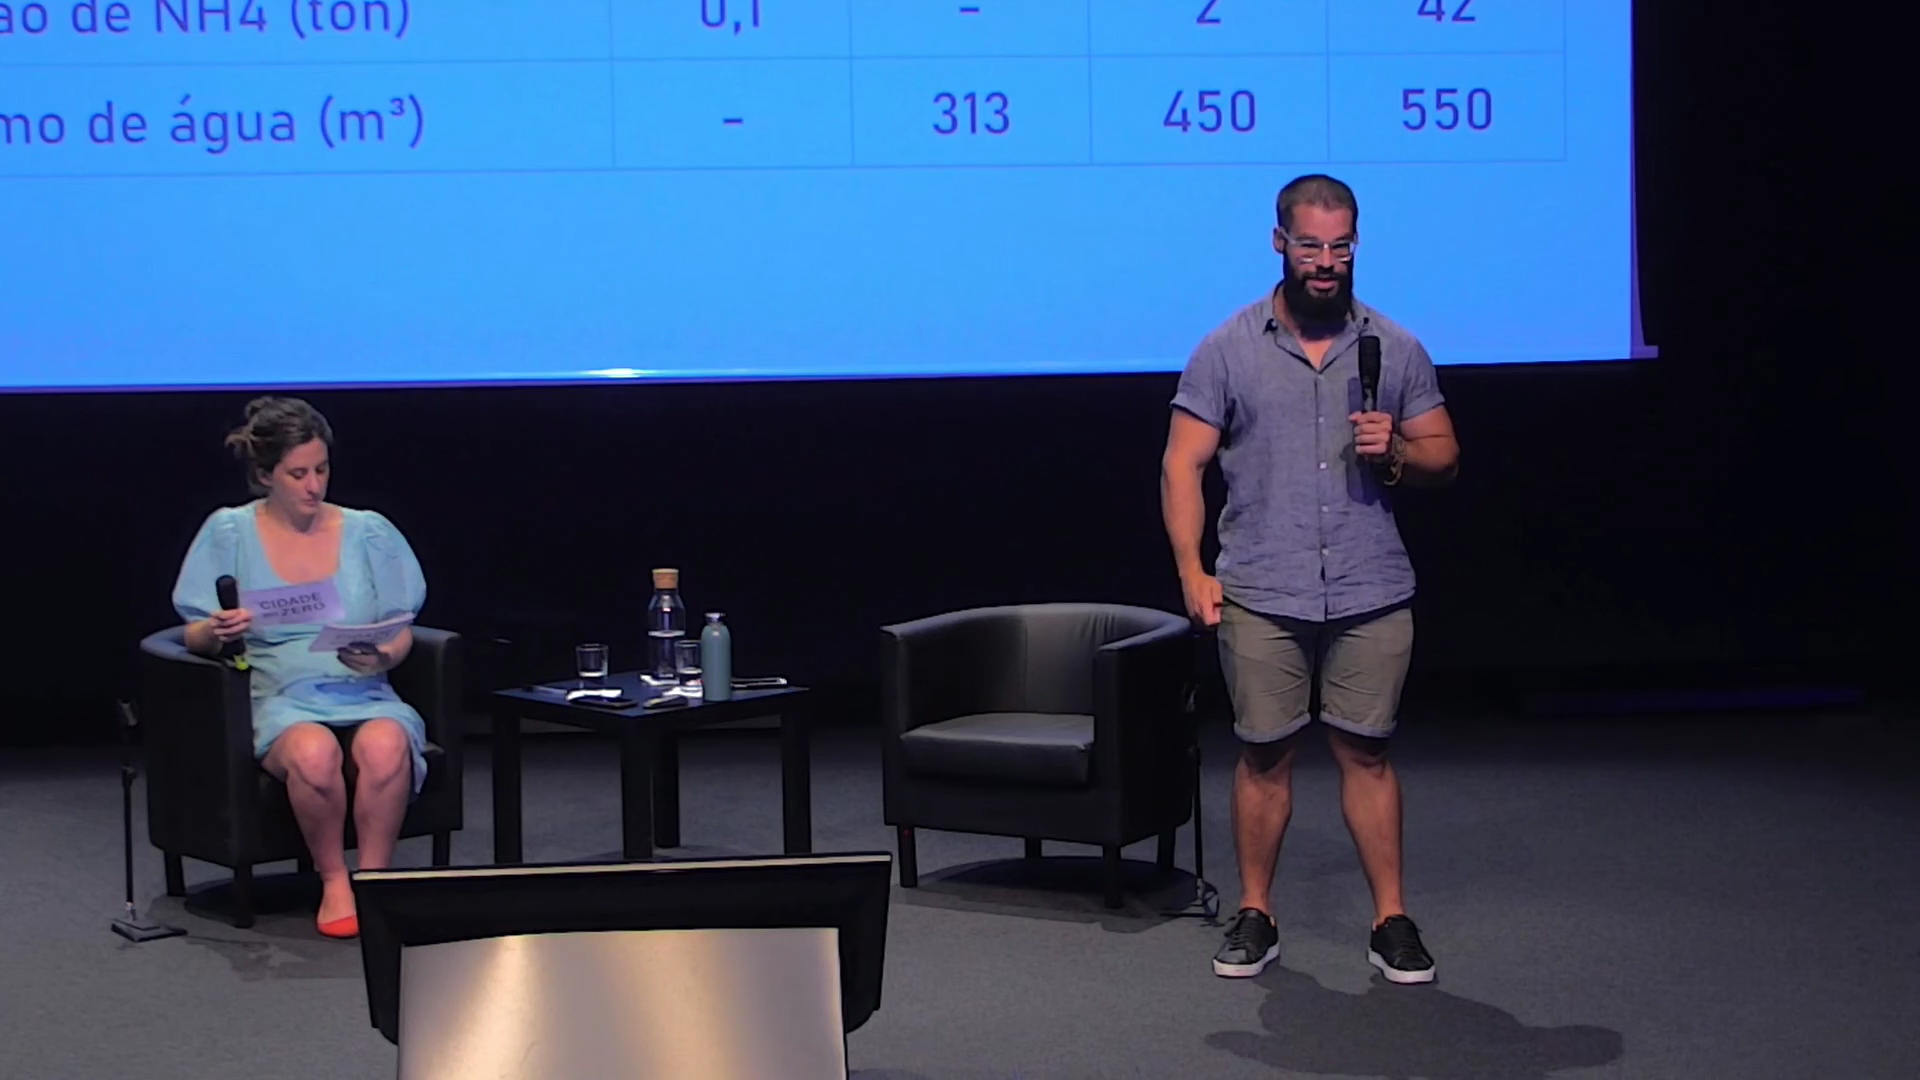 ão de NH4 (ton) 0,1 - 2 42
mo de água (m³) - 313 450 550
CIDADE
ZERO